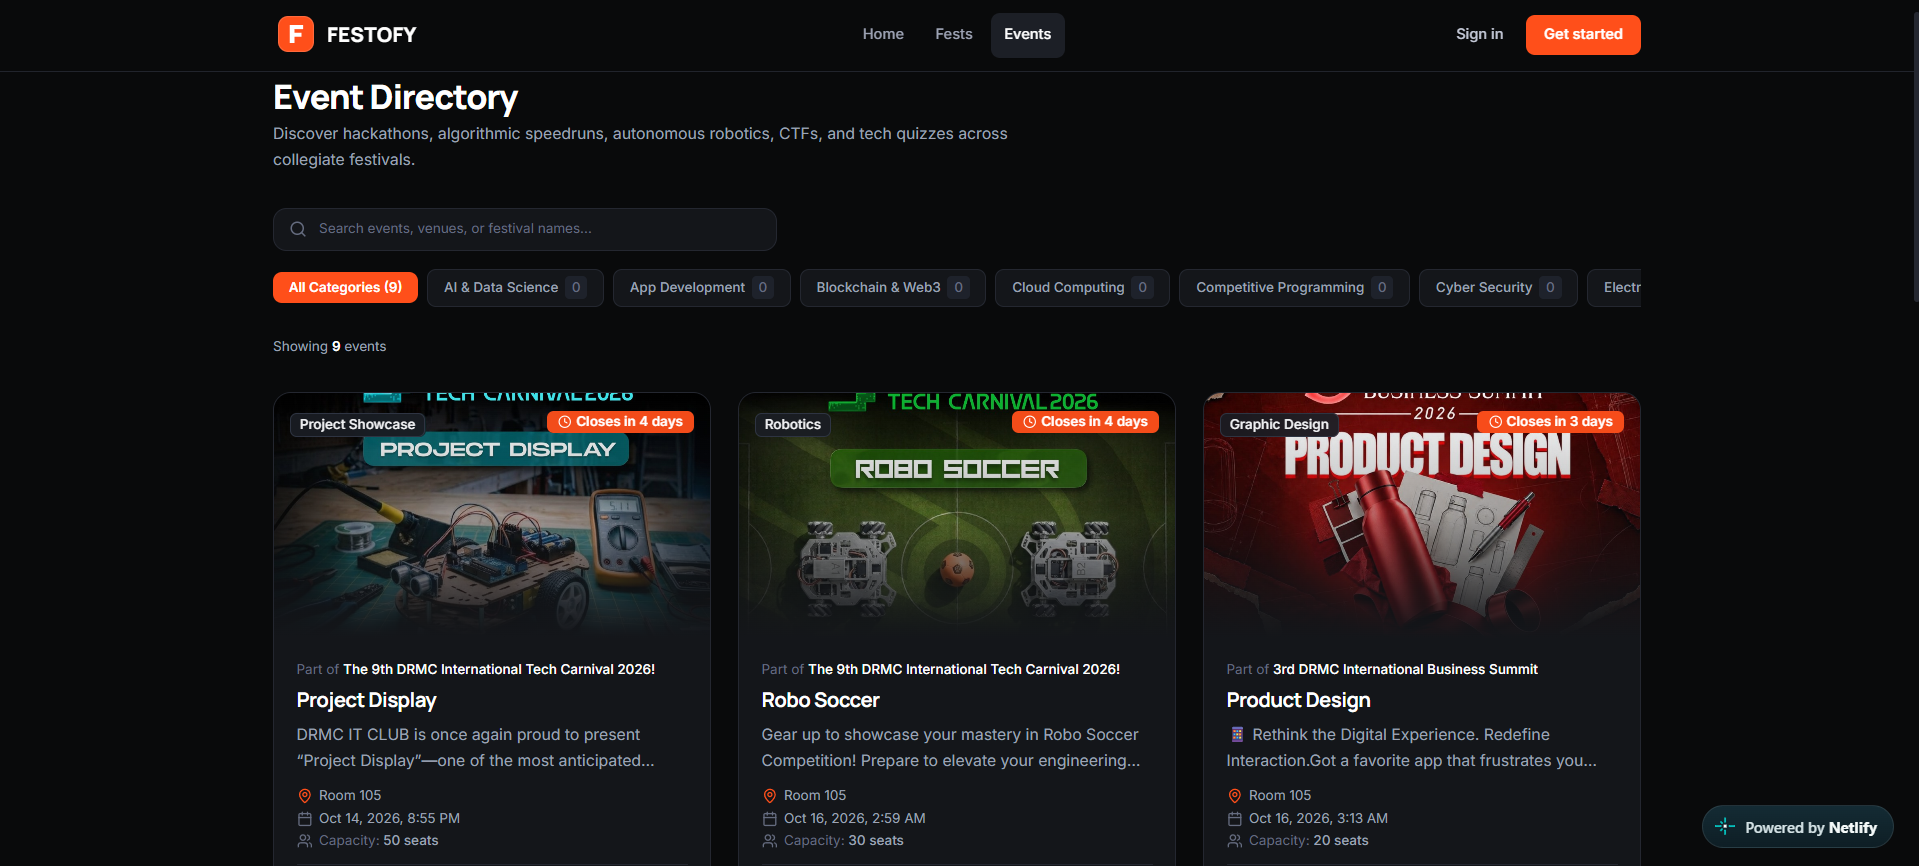 F FESTOFY
Home Fests Events
Sign in Get started
Event Directory
Discover hackathons, algorithmic speedruns, autonomous robotics, CTFs, and tech quizzes across
collegiate festivals.
Search events, venues, or festival names...
All Categories (9) AI & Data Science 0 App Development 0 Blockchain & Web3 0 Cloud Computing 0 Competitive Programming 0 Cyber Security 0 Electr
Showing 9 events
TECH CARNIVAL 2026
Project Showcase
Closes in 4 days
PROJECT DISPLAY
Part of The 9th DRMC International Tech Carnival 2026!
Project Display
DRMC IT CLUB is once again proud to present
“Project Display”—one of the most anticipated...
Room 105
Oct 14, 2026, 8:55 PM
Capacity: 50 seats
TECH CARNIVAL 2026
Robotics
Closes in 4 days
ROBO SOCCER
Part of The 9th DRMC International Tech Carnival 2026!
Robo Soccer
Gear up to showcase your mastery in Robo Soccer
Competition! Prepare to elevate your engineering...
Room 105
Oct 16, 2026, 2:59 AM
Capacity: 30 seats
BUSINESS SUMMIT
2026
Graphic Design
Closes in 3 days
PRODUCT DESIGN
Part of 3rd DRMC International Business Summit
Product Design
Rethink the Digital Experience. Redefine
Interaction.Got a favorite app that frustrates you...
Room 105
Oct 16, 2026, 3:13 AM
Capacity: 20 seats
Powered by Netlify